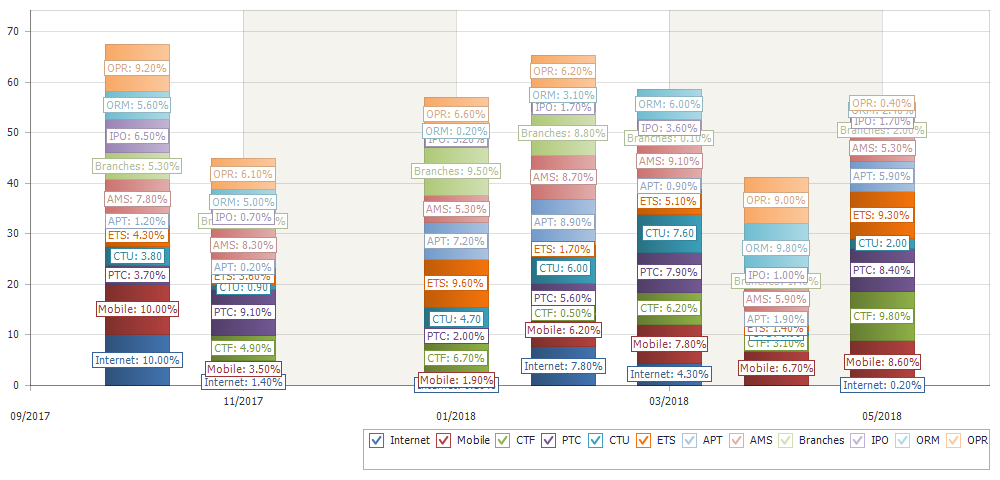 70
60
50
40
30
20
10
0
OPR: 9.20%
ORM: 5.60%
IPO: 6.50%
Branches: 5.30%
AMS: 7.80%
APT: 1.20%
ETS: 4.30%
CTU: 3.80
PTC: 3.70%
Mobile: 10.00%
Internet: 10.00%
OPR: 6.10%
ORM: 5.00%
IPO: 0.70%
AMS: 8.30%
APT: 0.20%
ETS: 3.60%
CTU: 0.90
PTC: 9.10%
CTF: 4.90%
Mobile: 3.50%
Internet: 1.40%
OPR: 6.60%
ORM: 0.20%
IPO: 3.20%
Branches: 9.50%
AMS: 5.30%
APT: 7.20%
ETS: 9.60%
CTU: 4.70
PTC: 2.00%
CTF: 6.70%
Mobile: 1.90%
OPR: 6.20%
ORM: 3.10%
IPO: 1.70%
Branches: 8.80%
AMS: 8.70%
APT: 8.90%
ETS: 1.70%
CTU: 6.00
PTC: 5.60%
CTF: 0.50%
Mobile: 6.20%
Internet: 7.80%
ORM: 6.00%
IPO: 3.60%
Branches: 0.10%
AMS: 9.10%
APT: 0.90%
ETS: 5.10%
CTU: 7.60
PTC: 7.90%
CTF: 6.20%
Mobile: 7.80%
Internet: 4.30%
OPR: 9.00%
ORM: 9.80%
IPO: 1.00%
AMS: 5.90%
APT: 1.90%
ETS: 1.40%
CTF: 3.10%
Mobile: 6.70%
OPR: 0.40%
ORM: 2.40%
IPO: 1.70%
Branches: 2.00%
AMS: 5.30%
APT: 5.90%
ETS: 9.30%
CTU: 2.00
PTC: 8.40%
CTF: 9.80%
Mobile: 8.60%
Internet: 0.20%
09/2017 11/2017 01/2018 03/2018 05/2018
Internet Mobile CTF PTC CTU ETS APT AMS Branches IPO ORM OPR